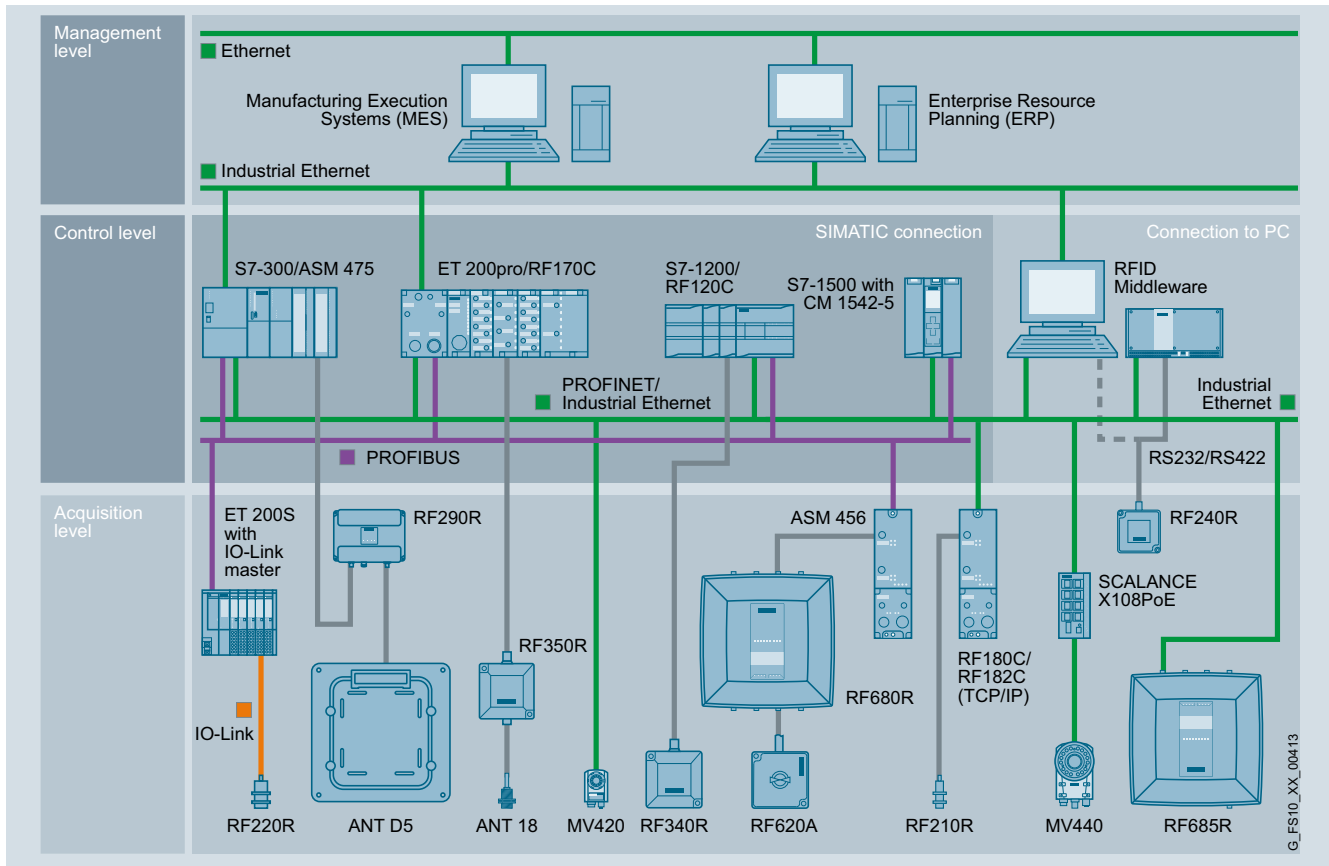 Management
level
Ethernet
Manufacturing Execution
Systems (MES)
Enterprise Resource
Planning (ERP)
Industrial Ethernet
Control level
SIMATIC connection
Connection to PC
S7-300/ASM 475
ET 200pro/RF170C
S7-1200/
RF120C
S7-1500 with
CM 1542-5
RFID
Middleware
PROFINET/
Industrial Ethernet
Industrial
Ethernet
PROFIBUS
RS232/RS422
Acquisition
level
ET 200S
with
IO-Link
master
RF290R
ASM 456
RF240R
SCALANCE
X108PoE
RF350R
RF680R
RF180C/
RF182C
(TCP/IP)
IO-Link
RF220R
ANT D5
ANT 18
MV420
RF340R
RF620A
RF210R
MV440
RF685R
G_FS10_XX_00413